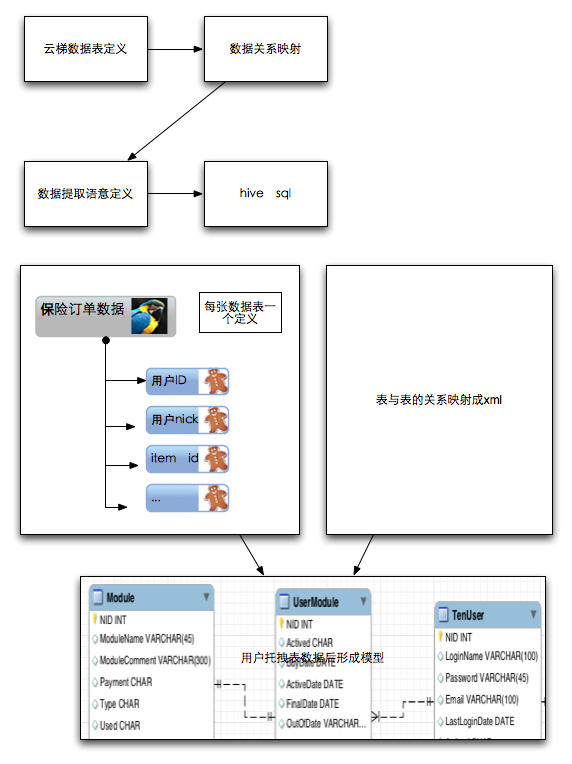 云梯数据表定义
数据关系映射
数据提取语意定义
hive sql
保险订单数据
每张数据表一
个定义
用户ID
用户nick
item id
...
表与表的关系映射成xml
Module
NID INT
ModuleName VARCHAR(45)
ModuleComment VARCHAR(300)
Payment CHAR
Type CHAR
Used CHAR
UserModule
NID INT
Actived CHAR
用户托拽表数据后形成模型
ActiveDate DATE
FinalDate DATE
OutOfDate VARCHAR...
TenUser
NID INT
LoginName VARCHAR(100)
Password VARCHAR(45)
Email VARCHAR(100)
LastLoginDate DATE